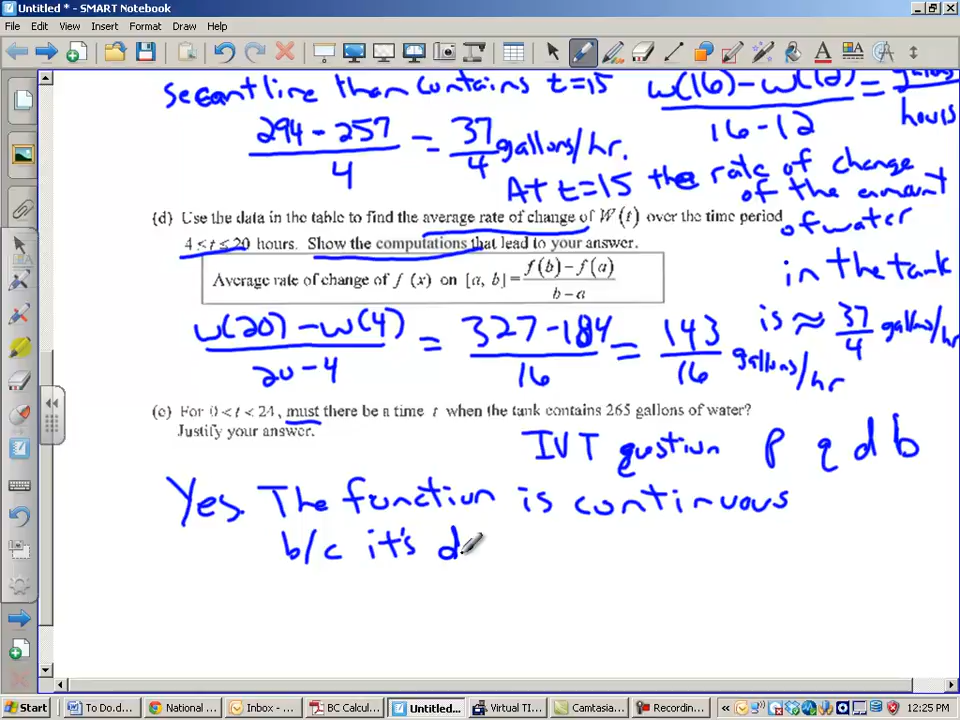 Untitled * - SMART Notebook
File Edit View Insert Format Draw Tools Help
secant line than contains t=15
w(16)-w(12) / 16-12 = gallons / hours
294-257 / 4 = 37/4 gallons/hr.
At t=15 the rate of change
of the amount
of water
in the tank
is ≈ 37/4 gallons/hr
(d) Use the data in the table to find the average rate of change of W(t) over the time period
4 < t ≤ 20 hours. Show the computations that lead to your answer.
Average rate of change of f (x) on [a, b] = f(b)-f(a) / b-a
w(20)-w(4) / 20-4 = 327-184 / 16 = 143/16 gallons/hr
(e) For 0 < t < 24, must there be a time t when the tank contains 265 gallons of water?
Justify your answer.
IVT qustiun p q d b
Yes. The function is continuous
b/c it's d
Start To Do.d... National ... Inbox - ... BC Calcul... Untitled... Virtual TI... Camtasia... Recording... 12:25 PM